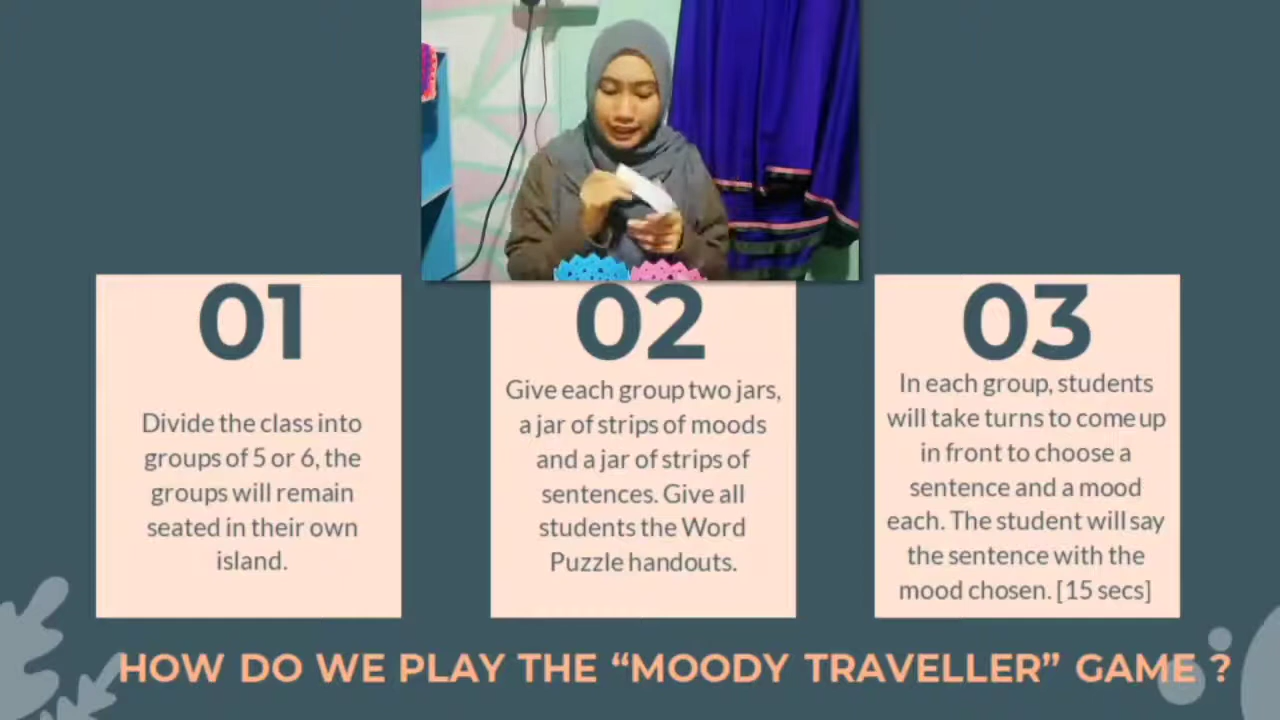 01
Divide the class into
groups of 5 or 6, the
groups will remain
seated in their own
island.
02
Give each group two jars,
a jar of strips of moods
and a jar of strips of
sentences. Give all
students the Word
Puzzle handouts.
03
In each group, students
will take turns to come up
in front to choose a
sentence and a mood
each. The student will say
the sentence with the
mood chosen. [15 secs]
HOW DO WE PLAY THE “MOODY TRAVELLER” GAME ?